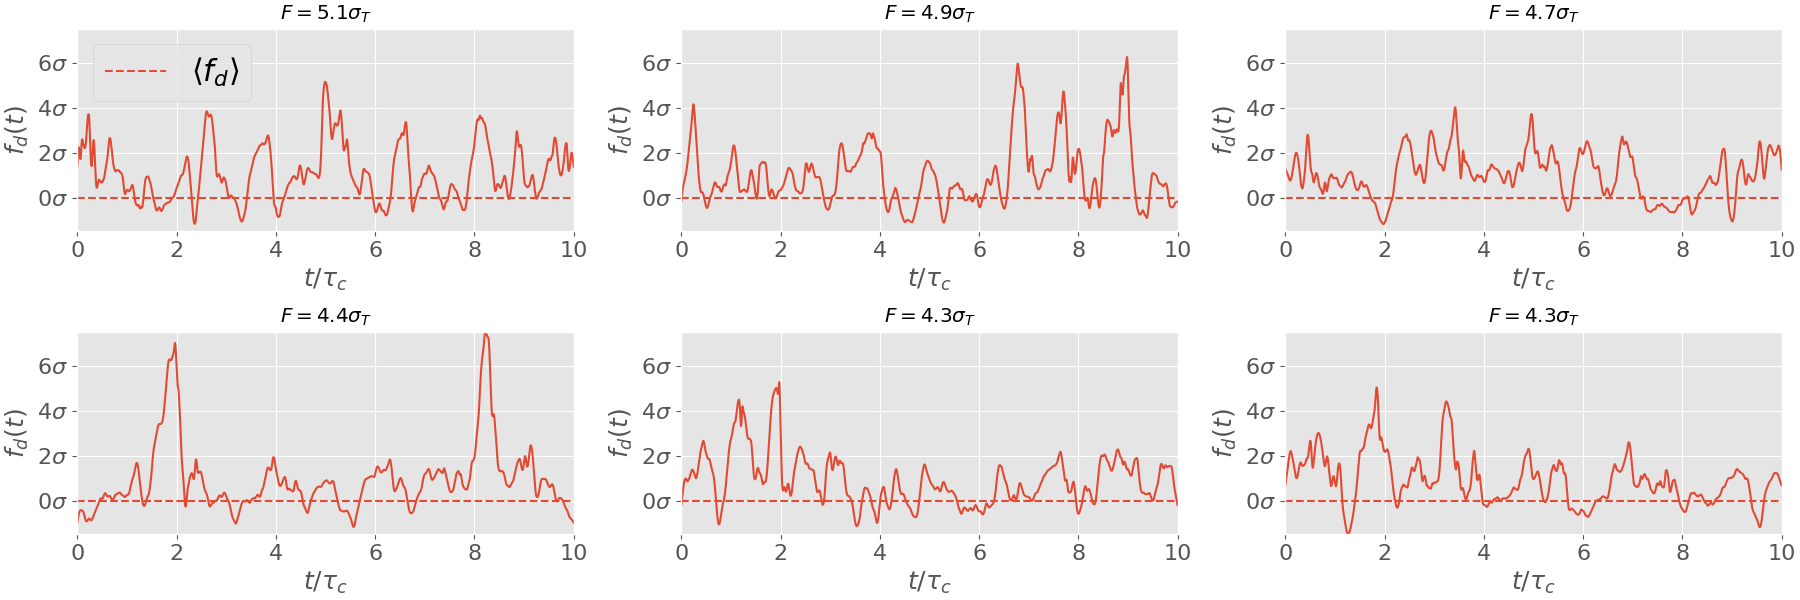 F = 5.1σ_T
F = 4.9σ_T
F = 4.7σ_T
⟨f_d⟩
f_d(t)
6σ
4σ
2σ
0σ
0 2 4 6 8 10
t/τ_c
f_d(t)
6σ
4σ
2σ
0σ
0 2 4 6 8 10
t/τ_c
f_d(t)
6σ
4σ
2σ
0σ
0 2 4 6 8 10
t/τ_c
F = 4.4σ_T
F = 4.3σ_T
F = 4.3σ_T
f_d(t)
6σ
4σ
2σ
0σ
0 2 4 6 8 10
t/τ_c
f_d(t)
6σ
4σ
2σ
0σ
0 2 4 6 8 10
t/τ_c
f_d(t)
6σ
4σ
2σ
0σ
0 2 4 6 8 10
t/τ_c